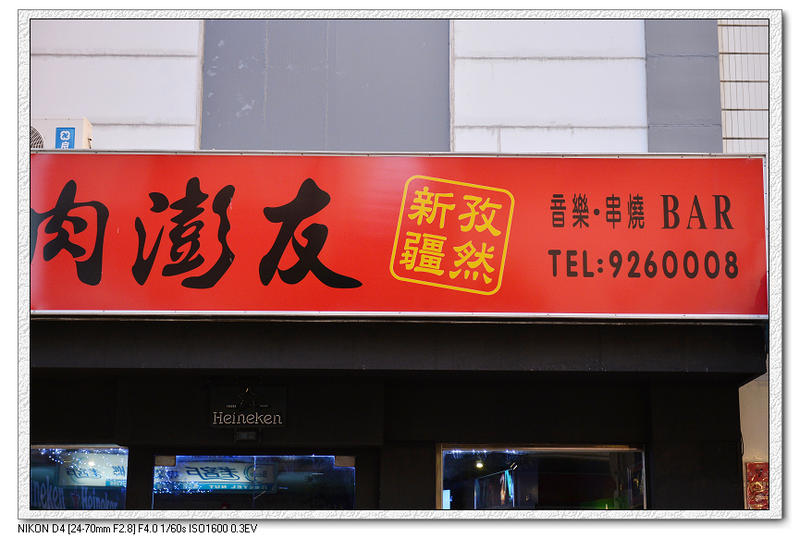 肉澎友
新孜
疆然
音樂·串燒 BAR
TEL:9260008
Heineken
NIKON D4 [24-70mm F2.8] F4.0 1/60s ISO1600 0.3EV